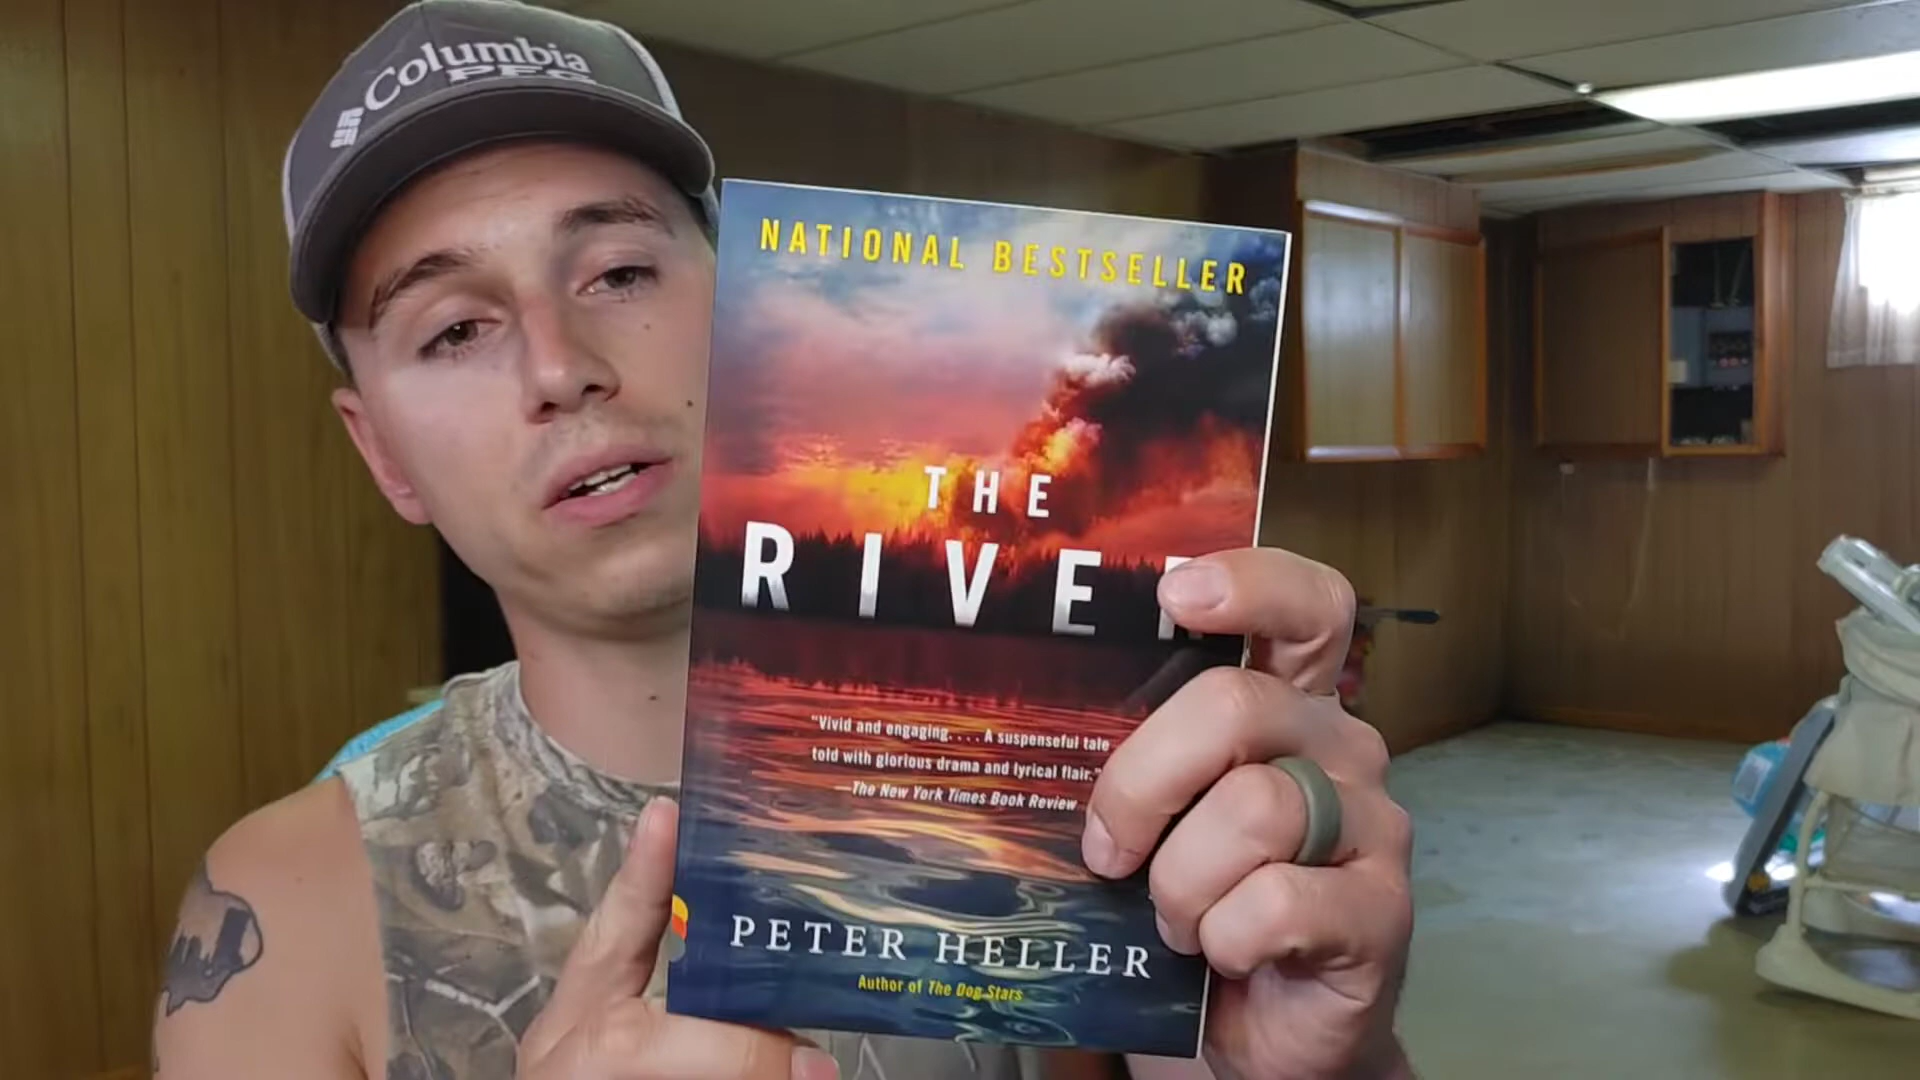 Columbia
PFG
NATIONAL BESTSELLER
THE
RIVER
"Vivid and engaging. . . . A suspenseful tale
told with glorious drama and lyrical flair."
—The New York Times Book Review
PETER HELLER
Author of The Dog Stars